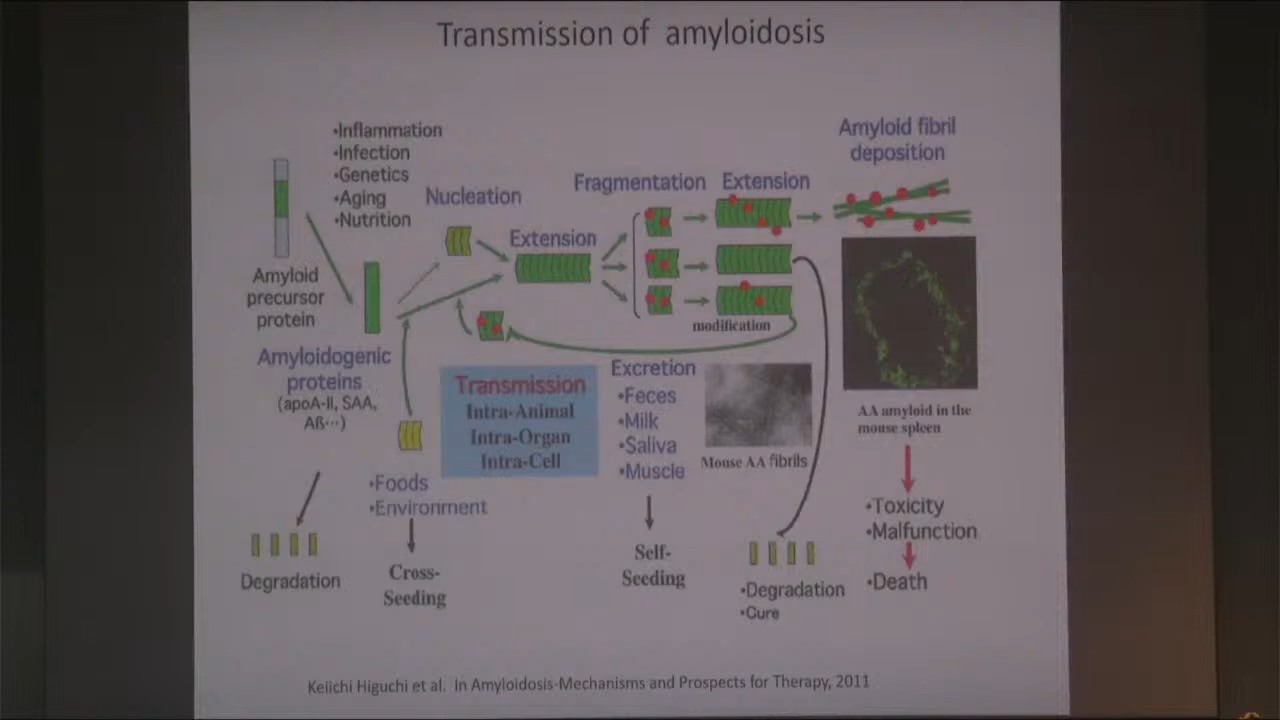 Transmission of amyloidosis
•Inflammation
•Infection
•Genetics
•Aging
•Nutrition
Amyloid
precursor
protein
Nucleation
Extension
Fragmentation
Extension
Amyloid fibril
deposition
modification
Amyloidogenic
proteins
(apoA-II, SAA,
Aß···)
Transmission
Intra-Animal
Intra-Organ
Intra-Cell
Excretion
•Feces
•Milk
•Saliva
•Muscle
Mouse AA fibrils
AA amyloid in the
mouse spleen
•Foods
•Environment
Degradation
Cross-
Seeding
Self-
Seeding
•Degradation
•Cure
•Toxicity
•Malfunction
•Death
Keiichi Higuchi et al. In Amyloidosis-Mechanisms and Prospects for Therapy, 2011